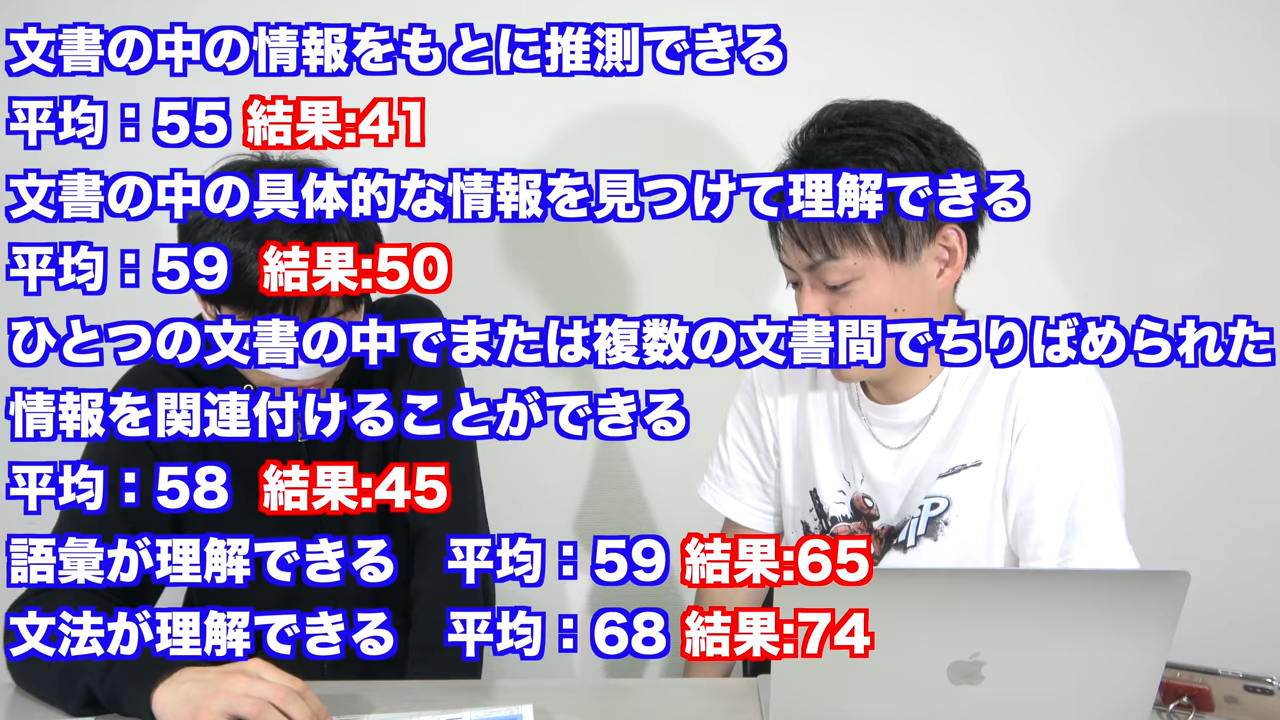 文書の中の情報をもとに推測できる
平均：55 結果:41
文書の中の具体的な情報を見つけて理解できる
平均：59 結果:50
ひとつの文書の中でまたは複数の文書間でちりばめられた
情報を関連付けることができる
平均：58 結果:45
語彙が理解できる 平均：59 結果:65
文法が理解できる 平均：68 結果:74